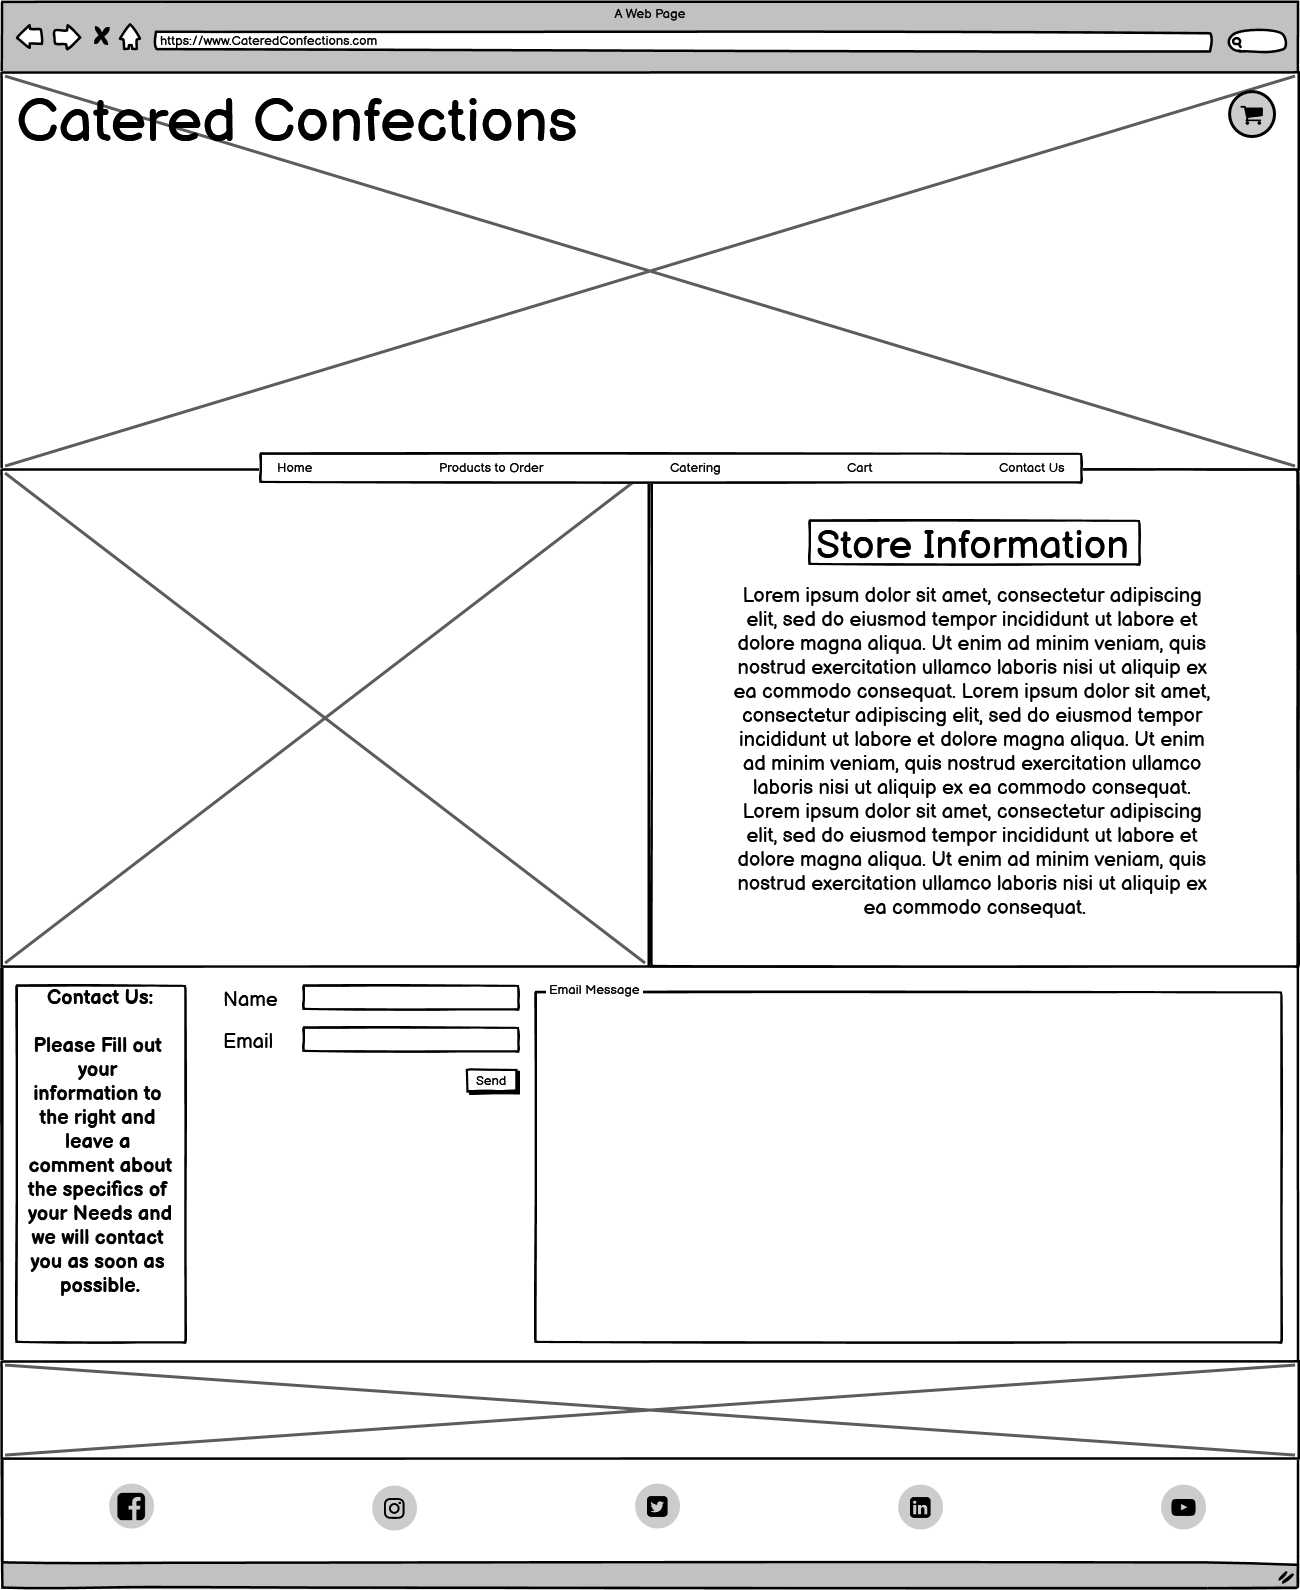 A Web Page
https://www.CateredConfections.com
Catered Confections
Home Products to Order Catering Cart Contact Us
Store Information
Lorem ipsum dolor sit amet, consectetur adipiscing
elit, sed do eiusmod tempor incididunt ut labore et
dolore magna aliqua. Ut enim ad minim veniam, quis
nostrud exercitation ullamco laboris nisi ut aliquip ex
ea commodo consequat. Lorem ipsum dolor sit amet,
consectetur adipiscing elit, sed do eiusmod tempor
incididunt ut labore et dolore magna aliqua. Ut enim
ad minim veniam, quis nostrud exercitation ullamco
laboris nisi ut aliquip ex ea commodo consequat.
Lorem ipsum dolor sit amet, consectetur adipiscing
elit, sed do eiusmod tempor incididunt ut labore et
dolore magna aliqua. Ut enim ad minim veniam, quis
nostrud exercitation ullamco laboris nisi ut aliquip ex
ea commodo consequat.
Contact Us:
Please Fill out
your
information to
the right and
leave a
comment about
the specifics of
your Needs and
we will contact
you as soon as
possible.
Name
Email
Send
Email Message